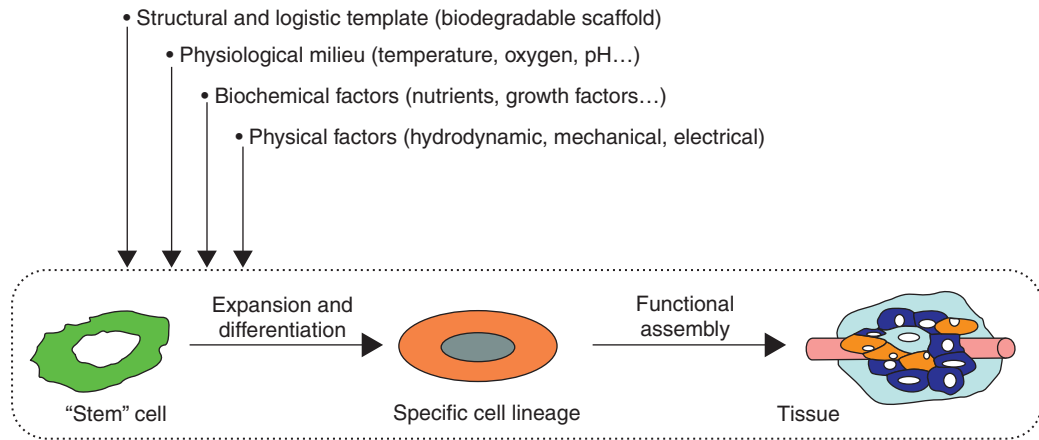 • Structural and logistic template (biodegradable scaffold)
• Physiological milieu (temperature, oxygen, pH…)
• Biochemical factors (nutrients, growth factors…)
• Physical factors (hydrodynamic, mechanical, electrical)
Expansion and
differentiation
Functional
assembly
“Stem” cell
Specific cell lineage
Tissue